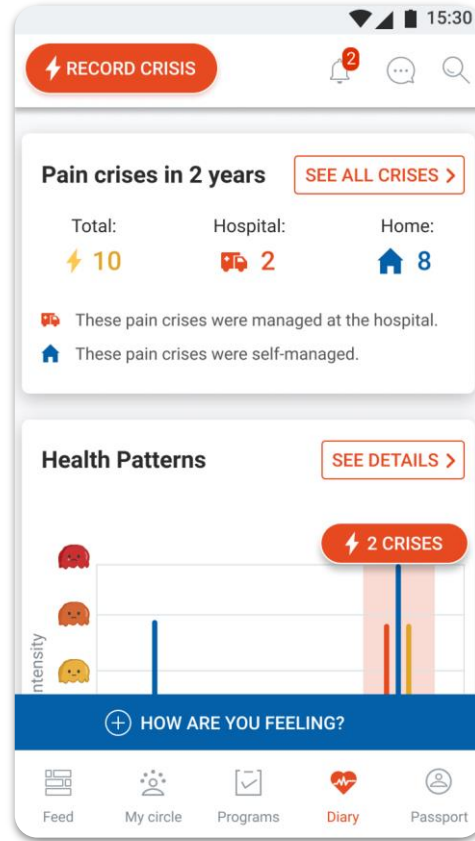 15:30
RECORD CRISIS
2
Pain crises in 2 years
SEE ALL CRISES >
Total:
Hospital:
Home:
10
2
8
These pain crises were managed at the hospital.
These pain crises were self-managed.
Health Patterns
SEE DETAILS >
2 CRISES
ntensity
HOW ARE YOU FEELING?
Feed
My circle
Programs
Diary
Passport